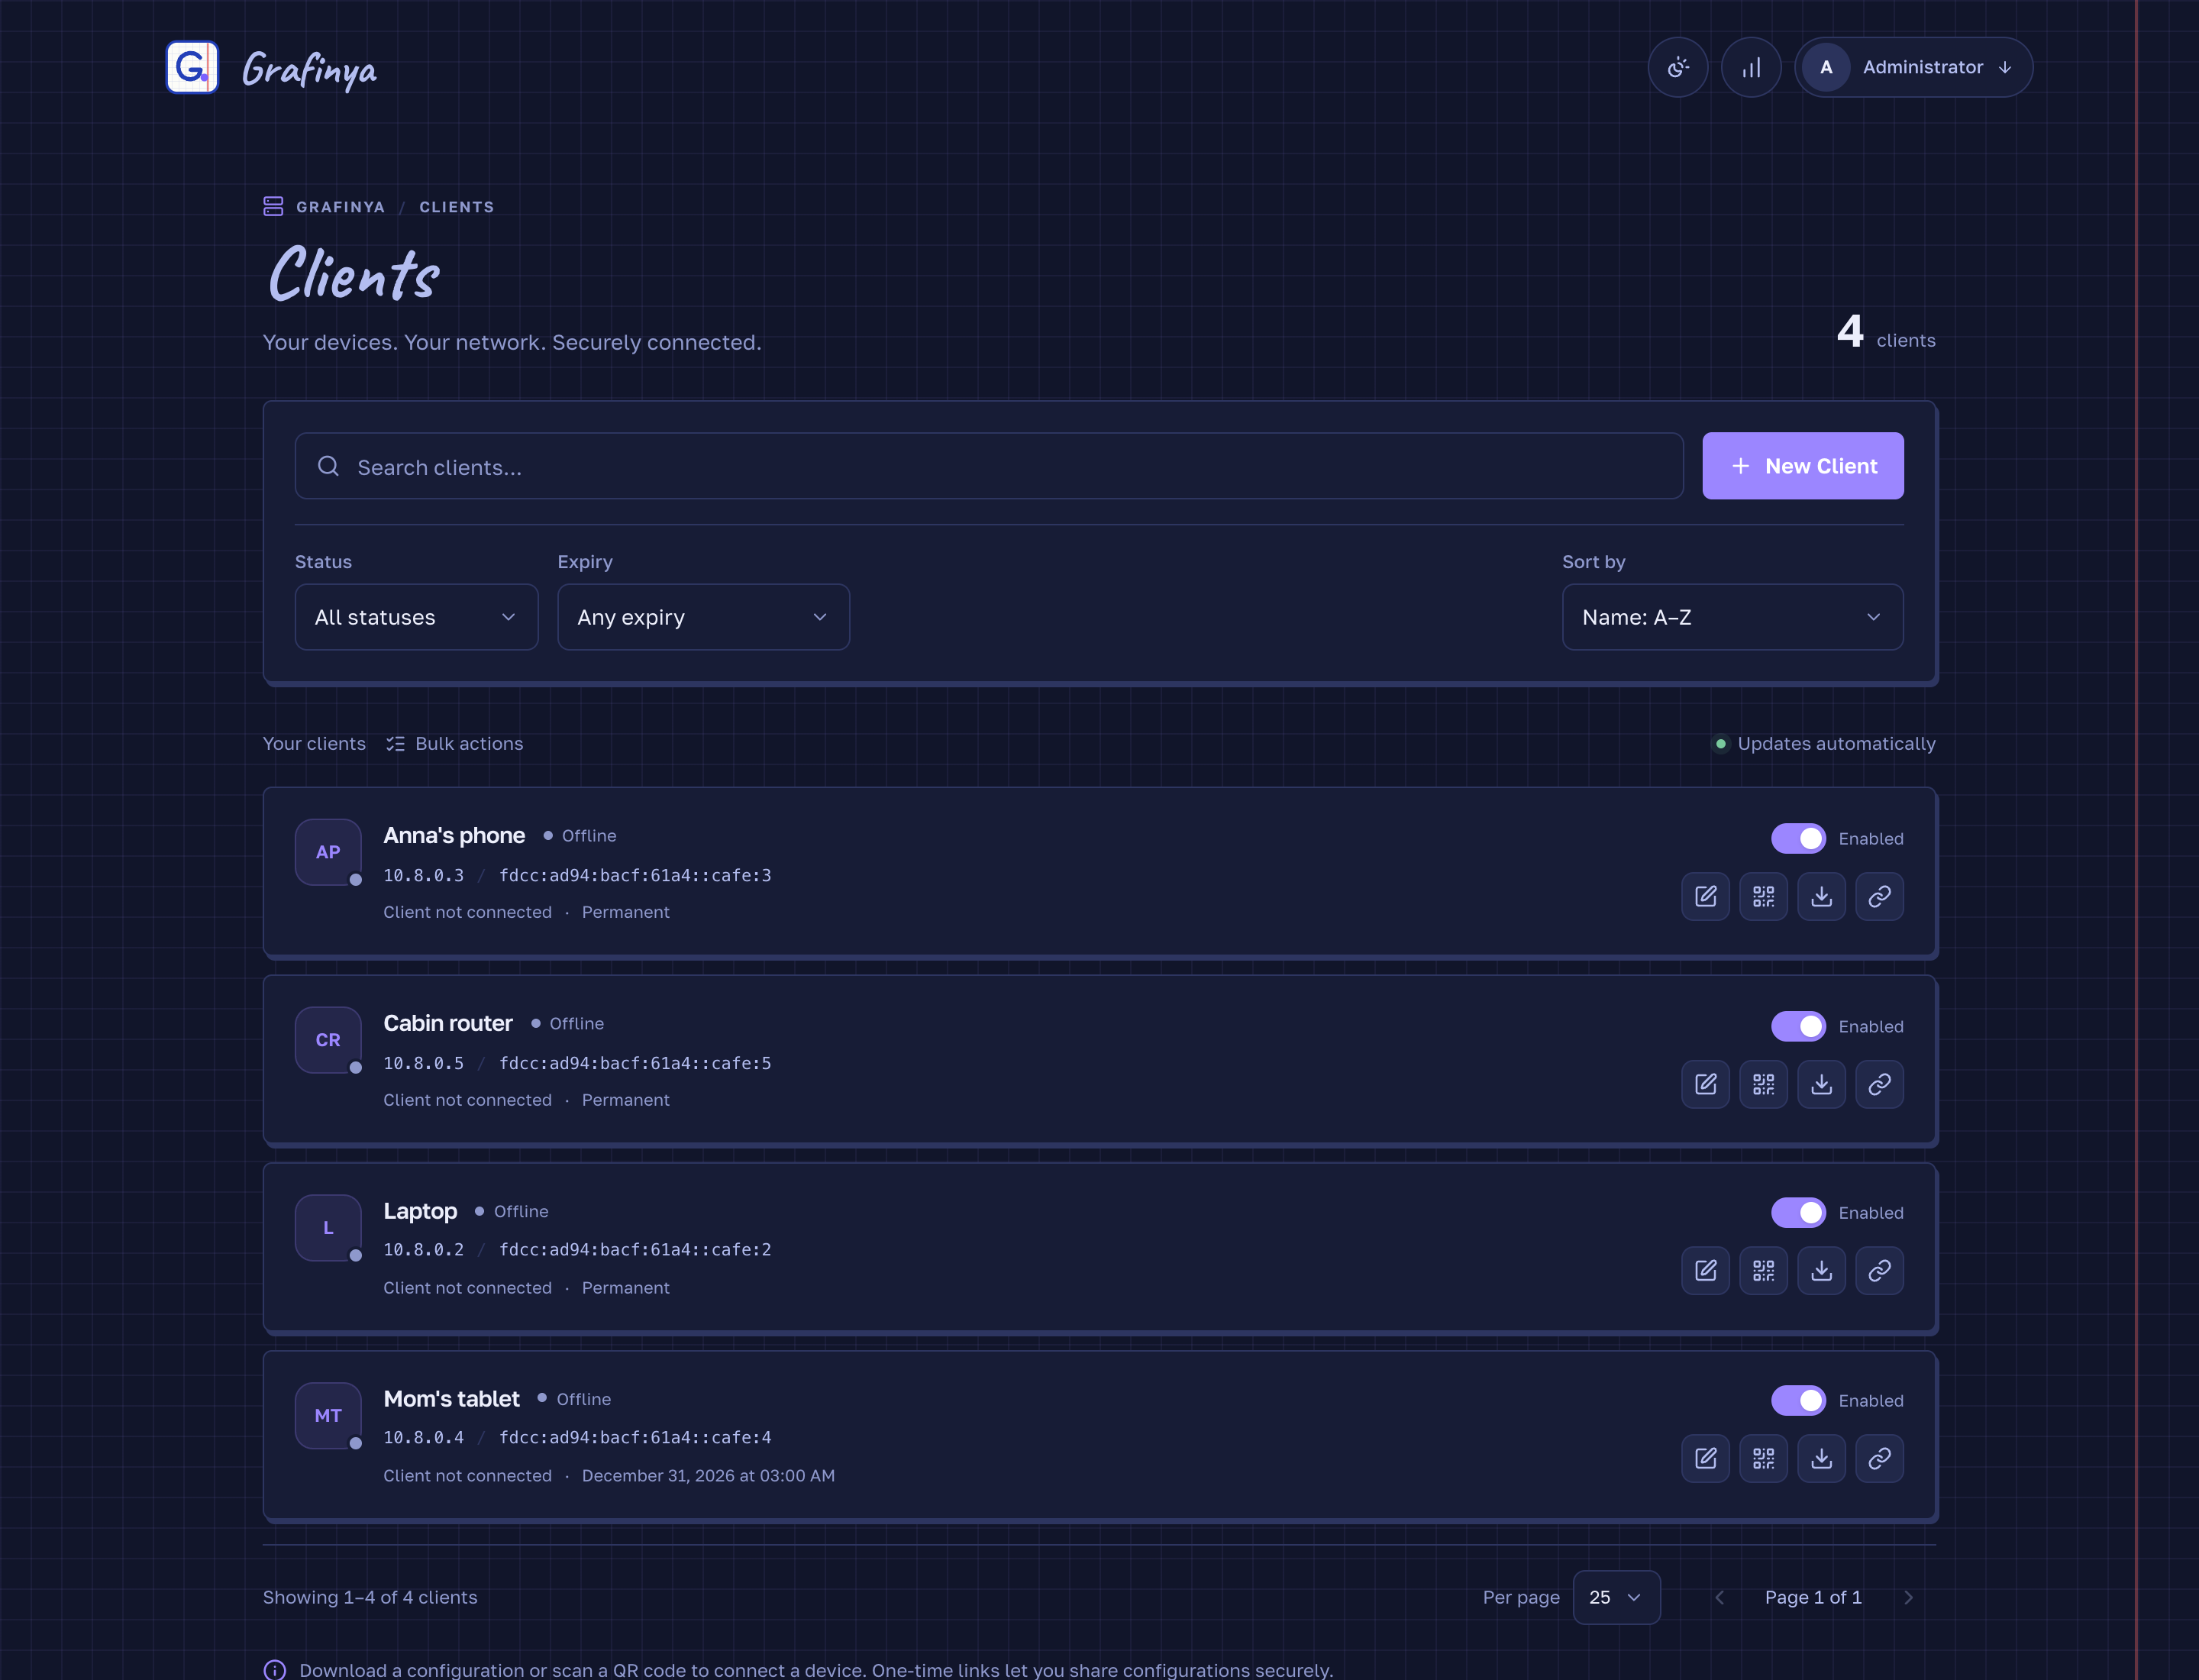 G.
Grafinya
A
Administrator
GRAFINYA / CLIENTS
Clients
Your devices. Your network. Securely connected.
4 clients
Search clients...
New Client
Status
Expiry
Sort by
All statuses
Any expiry
Name: A–Z
Your clients
Bulk actions
Updates automatically
AP
Anna's phone
Offline
Enabled
10.8.0.3 / fdcc:ad94:bacf:61a4::cafe:3
Client not connected · Permanent
CR
Cabin router
Offline
Enabled
10.8.0.5 / fdcc:ad94:bacf:61a4::cafe:5
Client not connected · Permanent
L
Laptop
Offline
Enabled
10.8.0.2 / fdcc:ad94:bacf:61a4::cafe:2
Client not connected · Permanent
MT
Mom's tablet
Offline
Enabled
10.8.0.4 / fdcc:ad94:bacf:61a4::cafe:4
Client not connected · December 31, 2026 at 03:00 AM
Showing 1–4 of 4 clients
Per page
25
Page 1 of 1
Download a configuration or scan a QR code to connect a device. One-time links let you share configurations securely.